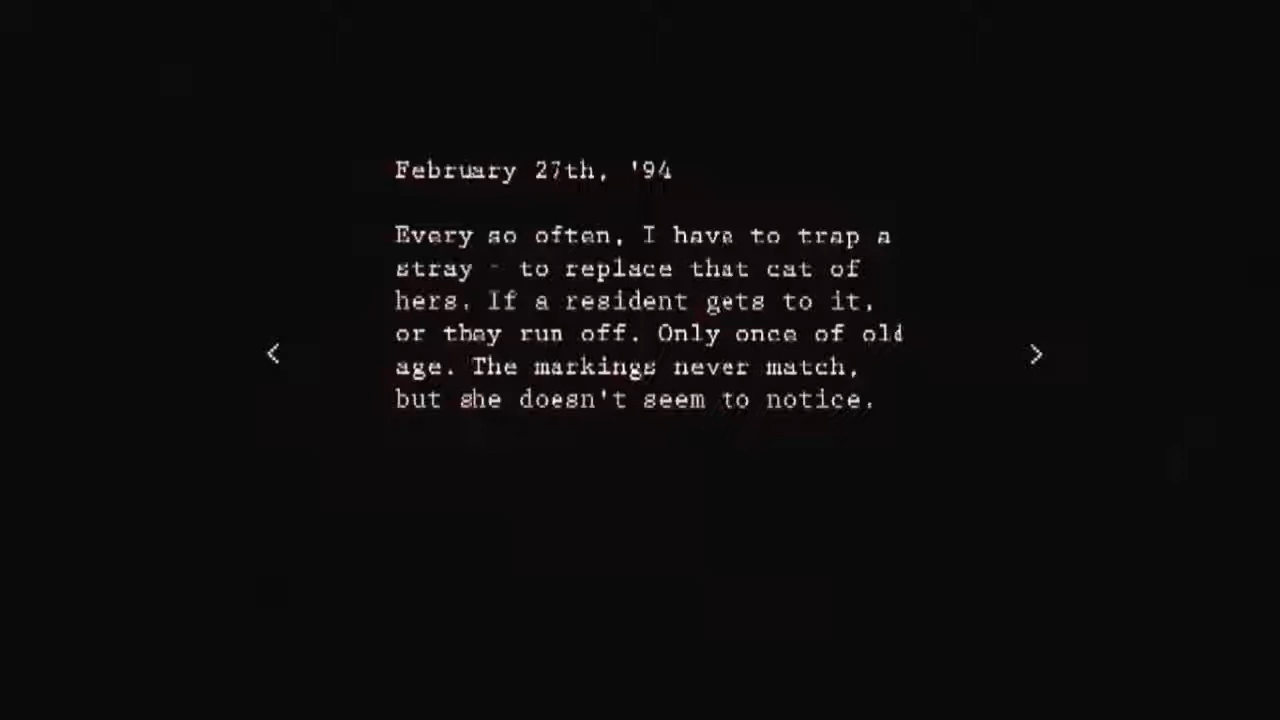 February 27th, '94
Every so often, I have to trap a
stray - to replace that cat of
hers. If a resident gets to it,
or they run off. Only once of old
age. The markings never match,
but she doesn't seem to notice.
< >